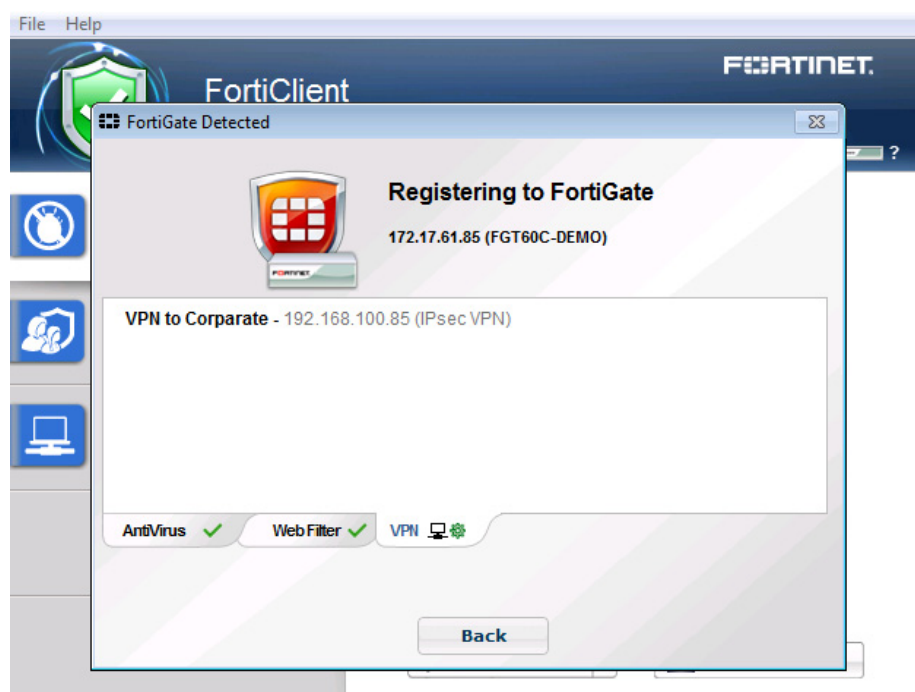 File Help
FORTINET.
FortiClient
FortiGate Detected
?
Registering to FortiGate
172.17.61.85 (FGT60C-DEMO)
FORTINET
VPN to Corparate - 192.168.100.85 (IPsec VPN)
AntiVirus Web Filter VPN
Back